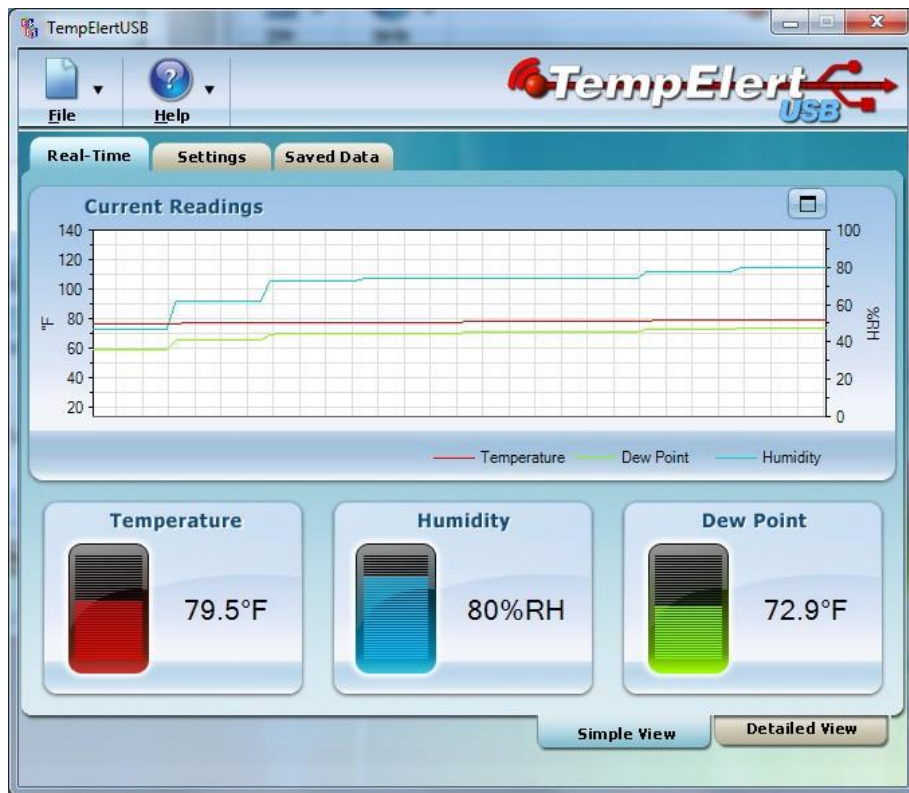 TempElertUSB
File
Help
TempElert
USB
Real-Time Settings Saved Data
Current Readings
140
120
100
80
60
40
20
°F
100
80
60
40
20
0
%RH
Temperature Dew Point Humidity
Temperature
79.5°F
Humidity
80%RH
Dew Point
72.9°F
Simple View Detailed View